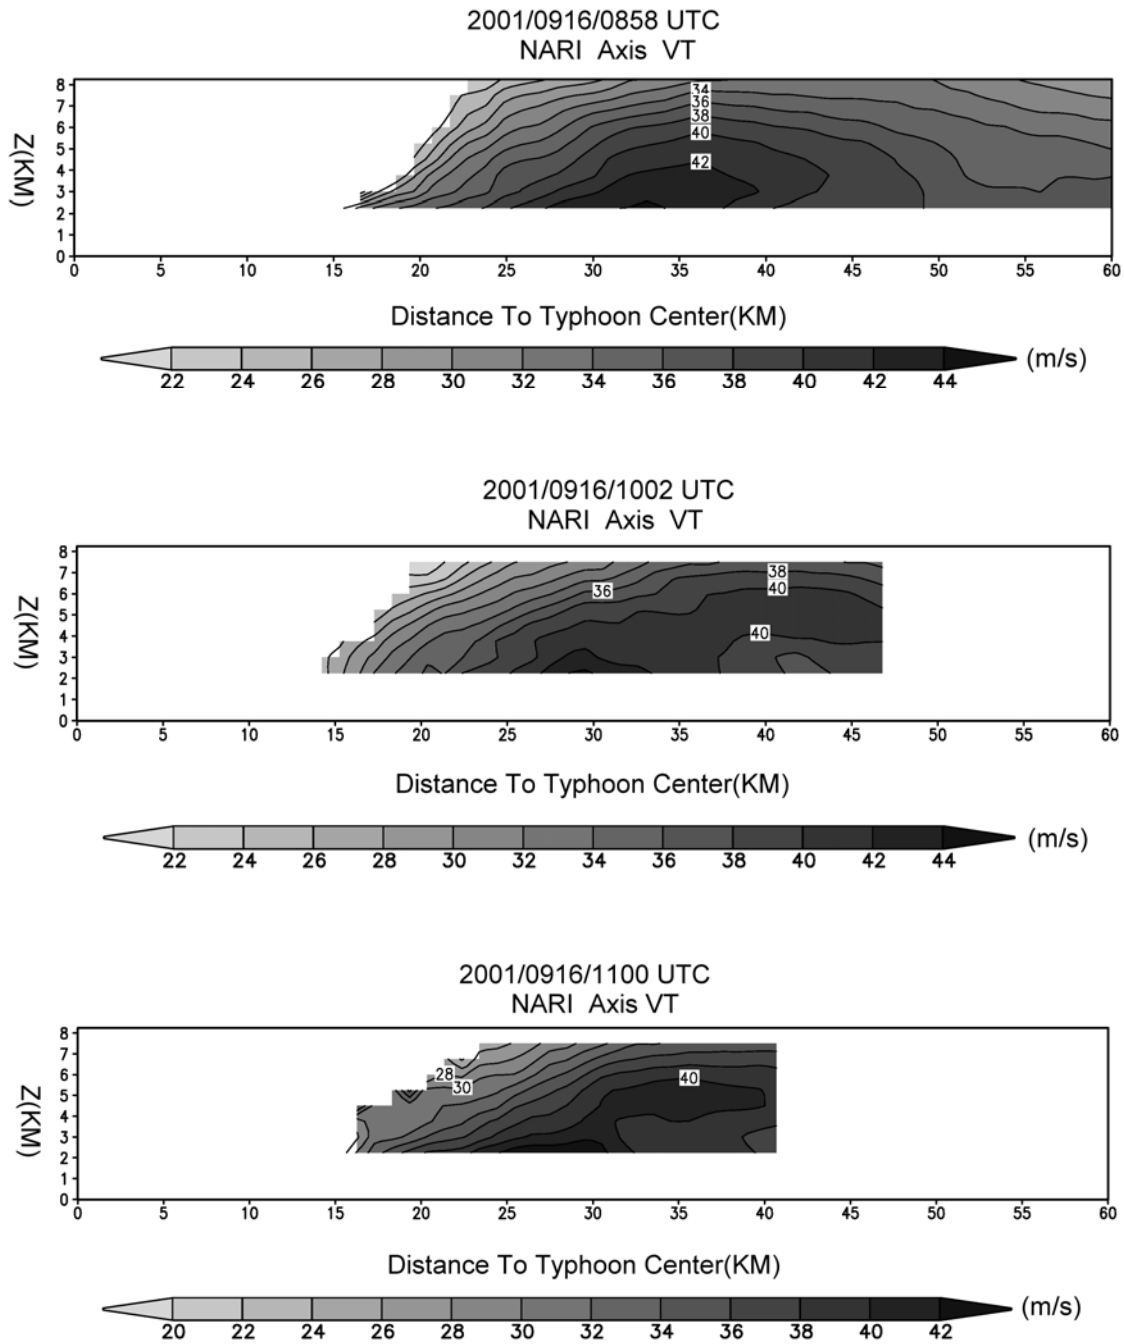 2001/0916/0858 UTC
NARI Axis VT
8
7
6
5
4
3
2
1
0
Z(KM)
34
36
38
40
42
0 5 10 15 20 25 30 35 40 45 50 55 60
Distance To Typhoon Center(KM)
22 24 26 28 30 32 34 36 38 40 42 44 (m/s)
2001/0916/1002 UTC
NARI Axis VT
8
7
6
5
4
3
2
1
0
Z(KM)
38
40
36
40
0 5 10 15 20 25 30 35 40 45 50 55 60
Distance To Typhoon Center(KM)
22 24 26 28 30 32 34 36 38 40 42 44 (m/s)
2001/0916/1100 UTC
NARI Axis VT
8
7
6
5
4
3
2
1
0
Z(KM)
28
30
40
0 5 10 15 20 25 30 35 40 45 50 55 60
Distance To Typhoon Center(KM)
20 22 24 26 28 30 32 34 36 38 40 42 (m/s)